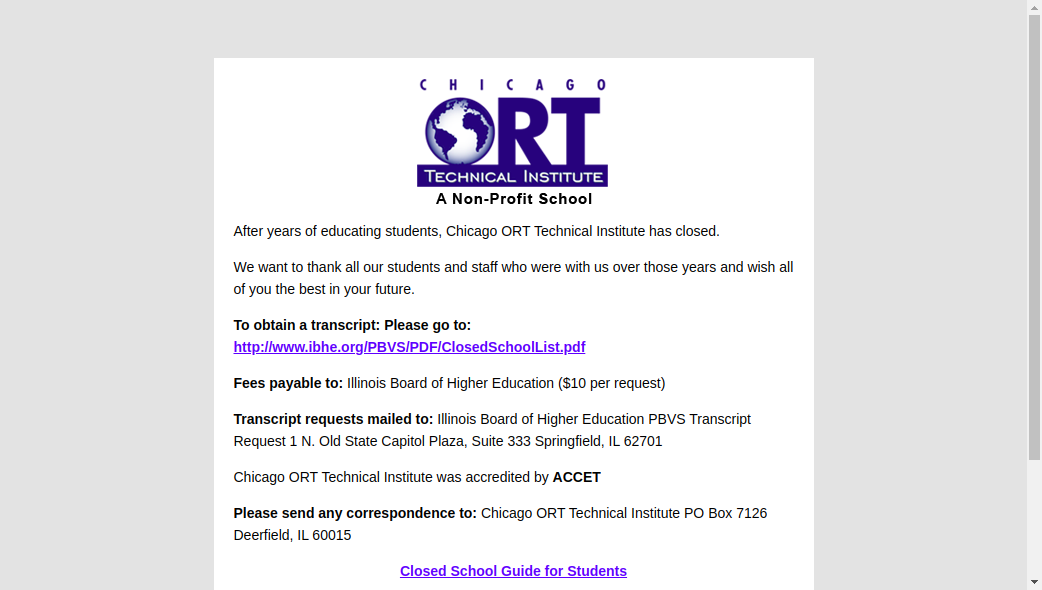 CHICAGO
ORT
TECHNICAL INSTITUTE
A Non-Profit School
After years of educating students, Chicago ORT Technical Institute has closed.
We want to thank all our students and staff who were with us over those years and wish all
of you the best in your future.
To obtain a transcript: Please go to:
http://www.ibhe.org/PBVS/PDF/ClosedSchoolList.pdf
Fees payable to: Illinois Board of Higher Education ($10 per request)
Transcript requests mailed to: Illinois Board of Higher Education PBVS Transcript
Request 1 N. Old State Capitol Plaza, Suite 333 Springfield, IL 62701
Chicago ORT Technical Institute was accredited by ACCET
Please send any correspondence to: Chicago ORT Technical Institute PO Box 7126
Deerfield, IL 60015
Closed School Guide for Students